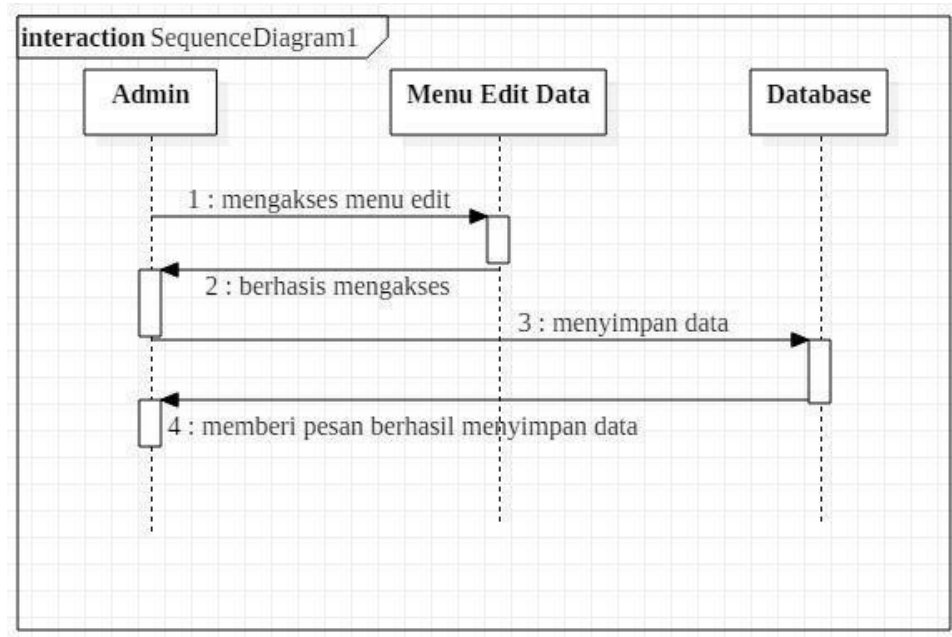 interaction SequenceDiagram1
Admin
Menu Edit Data
Database
1 : mengakses menu edit
2 : berhasis mengakses
3 : menyimpan data
4 : memberi pesan berhasil menyimpan data